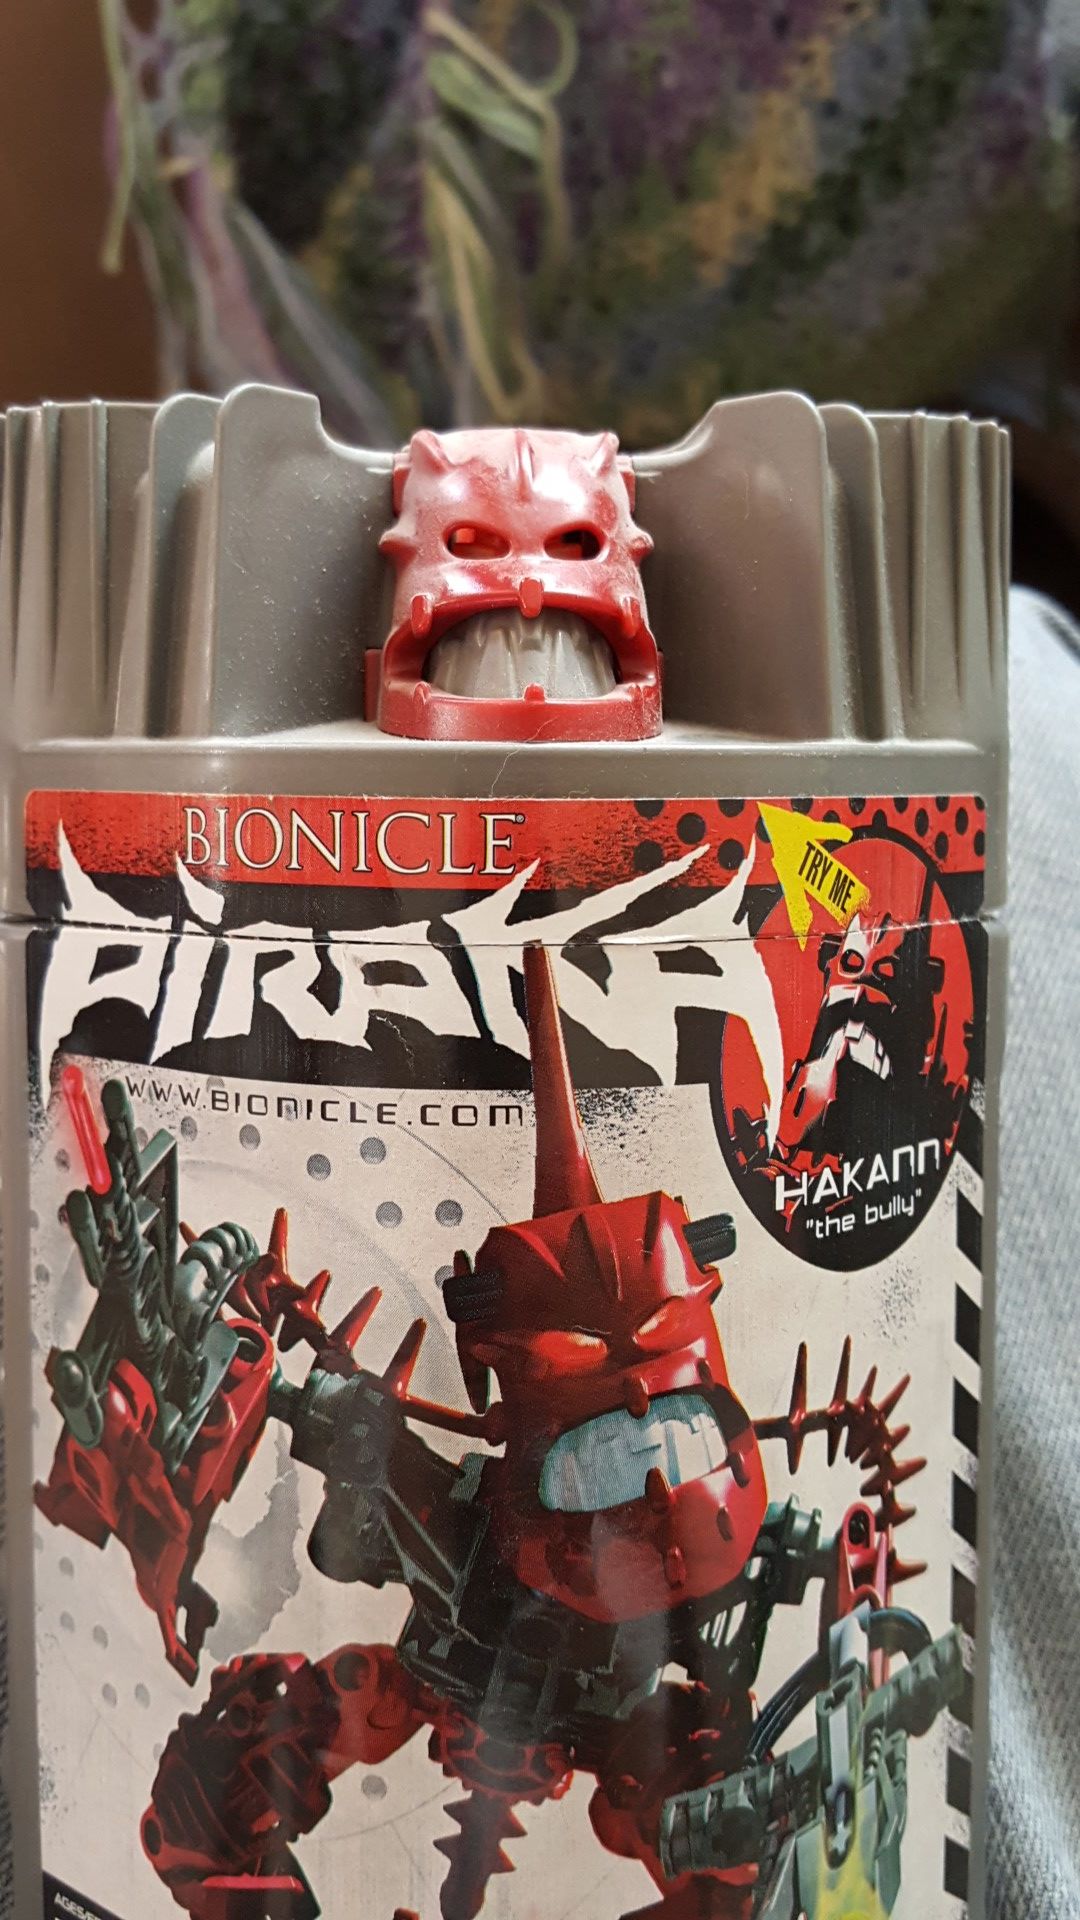 BIONICLE®
PIRAKA
TRY ME
WWW.BIONICLE.COM
HAKANN
"the bully"